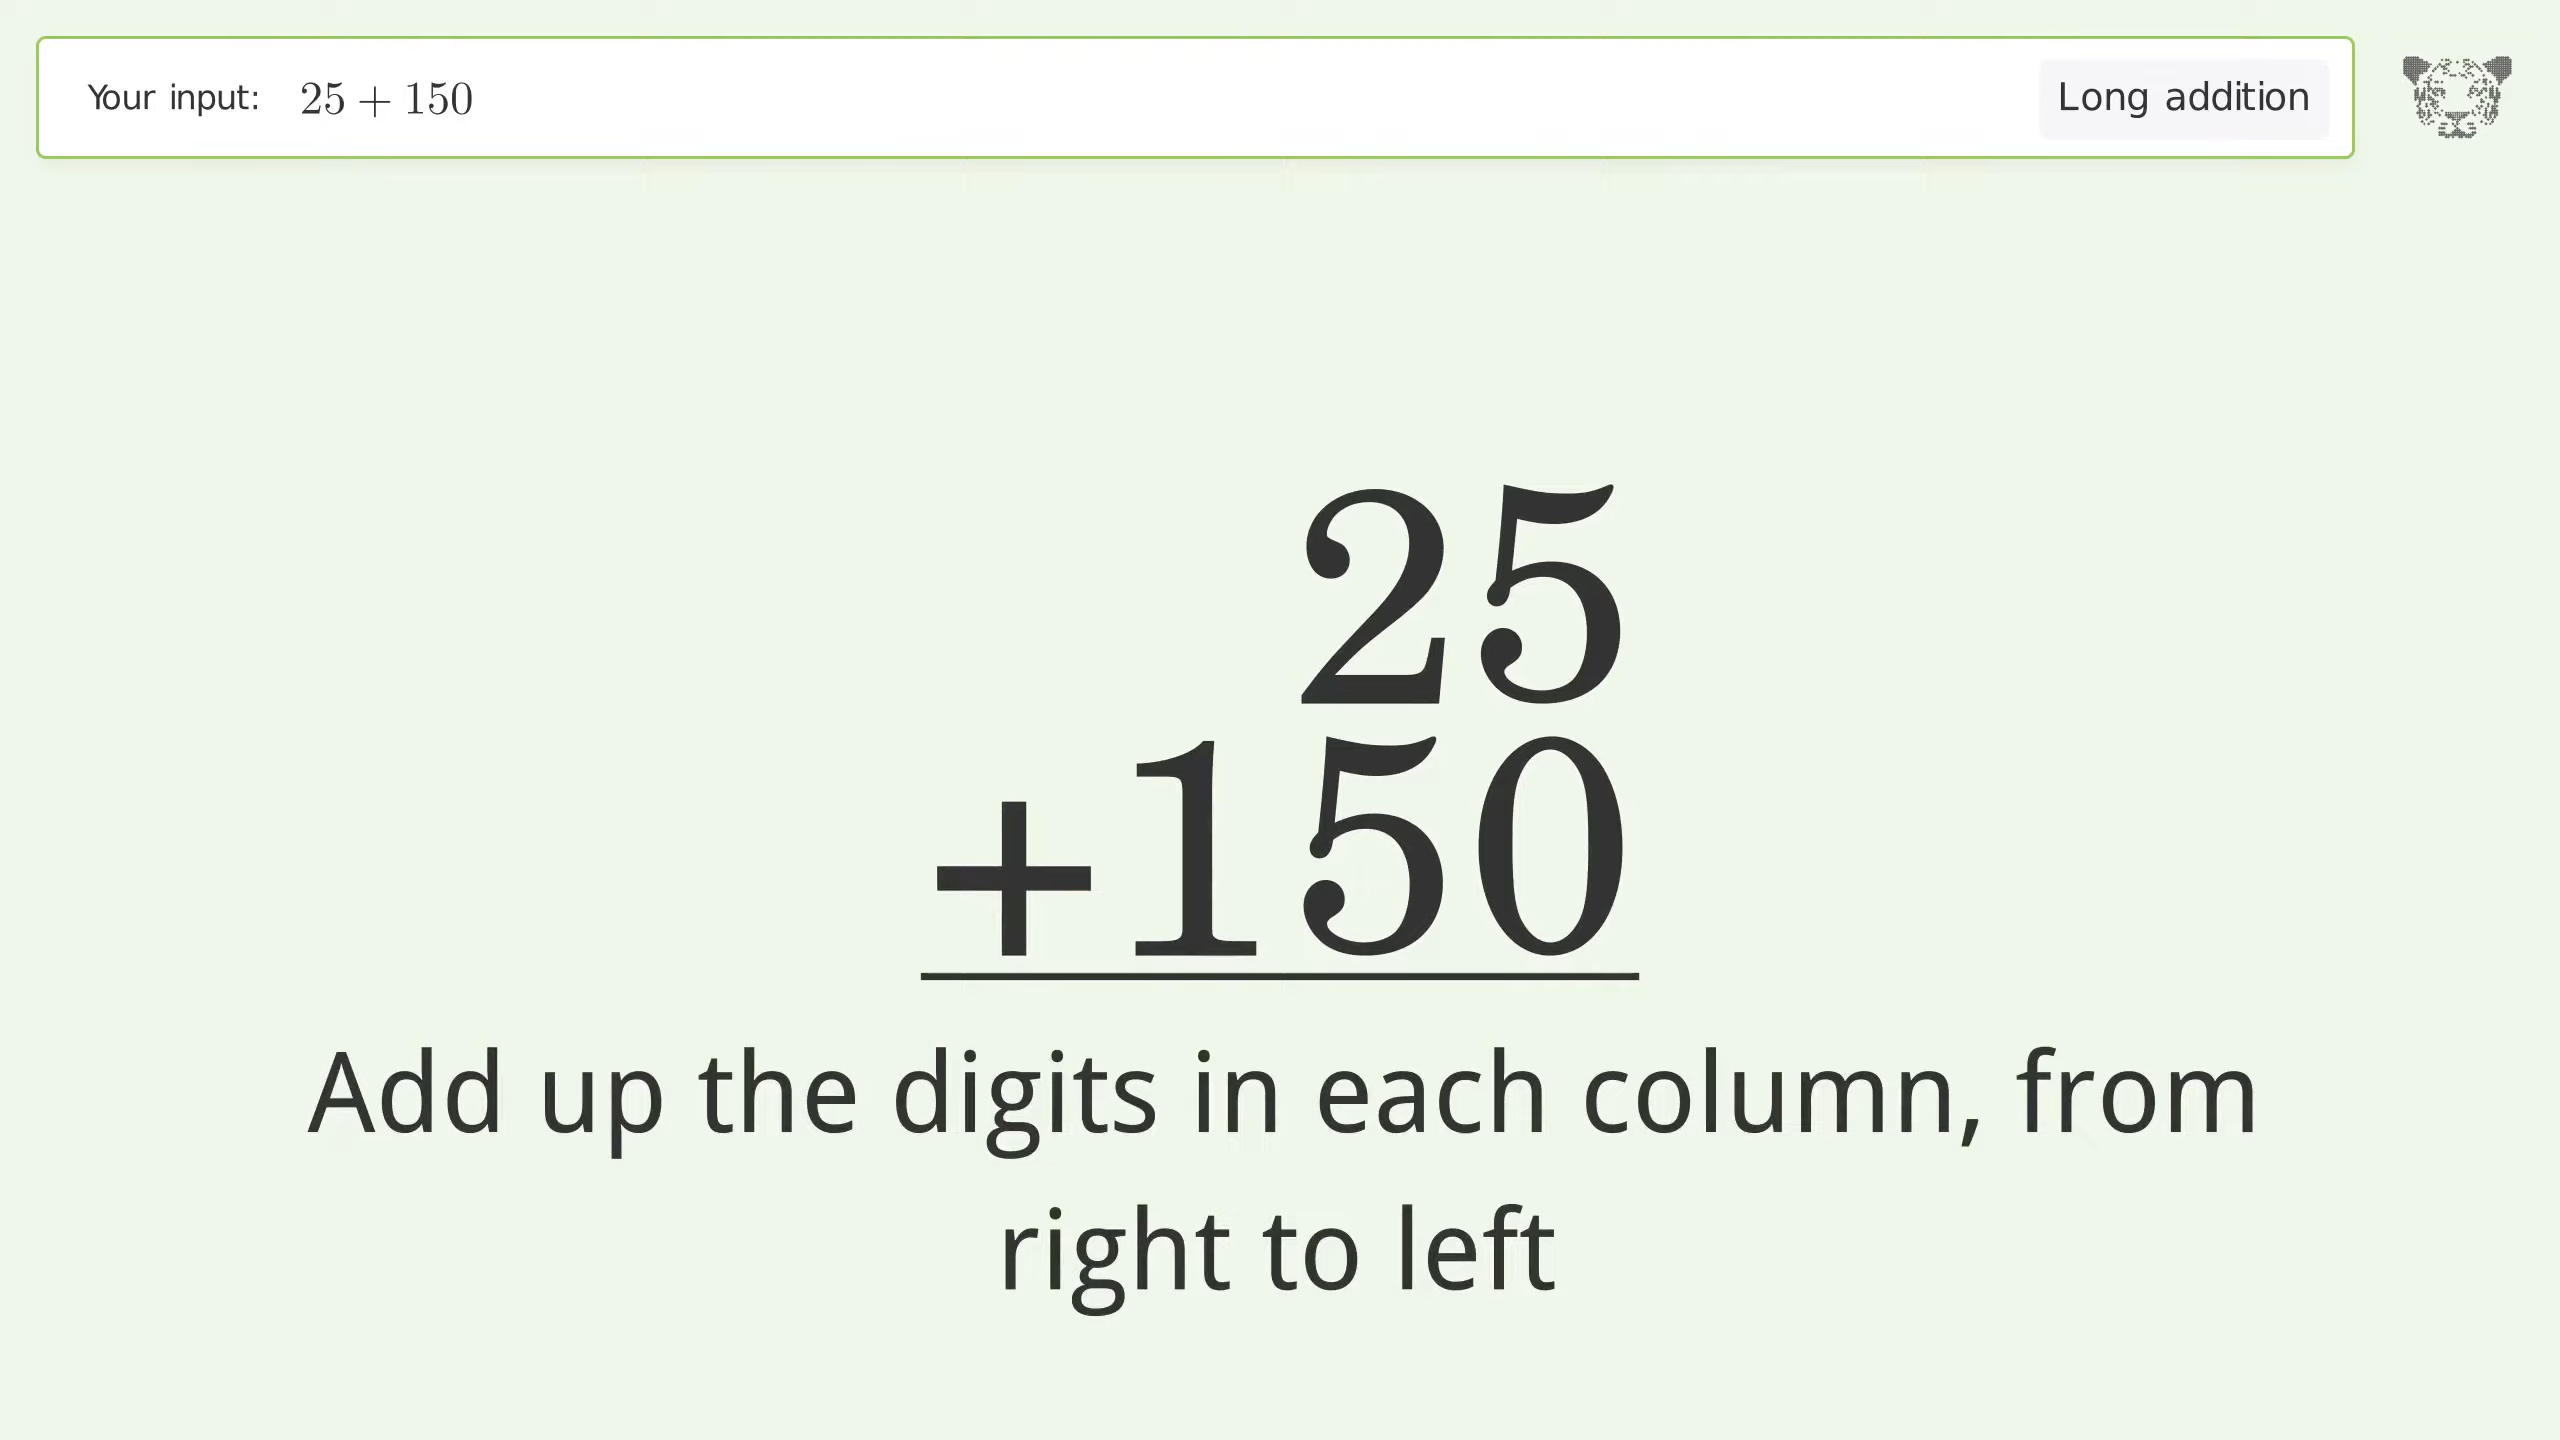 Your input: 25 + 150
Long addition
25
+150
Add up the digits in each column, from
right to left